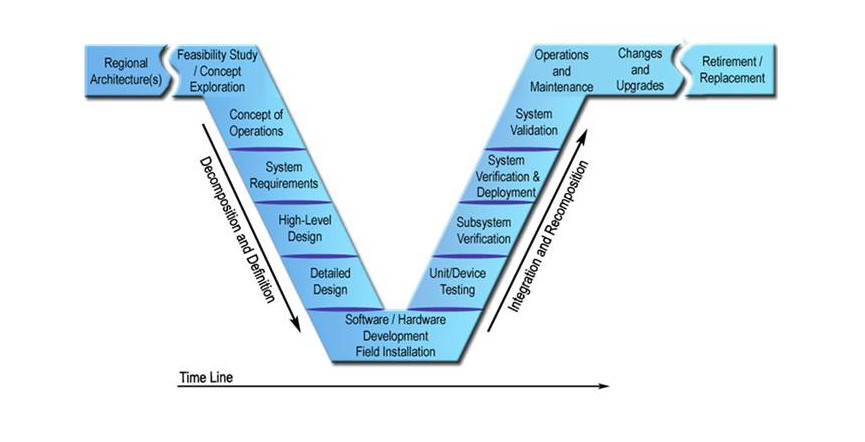 Regional
Architecture(s)
Feasibility Study
/ Concept
Exploration
Concept of
Operations
System
Requirements
High-Level
Design
Detailed
Design
Software / Hardware
Development
Field Installation
Unit/Device
Testing
Subsystem
Verification
System
Verification &
Deployment
System
Validation
Operations
and
Maintenance
Changes
and
Upgrades
Retirement /
Replacement
Decomposition and Definition
Integration and Recomposition
Time Line